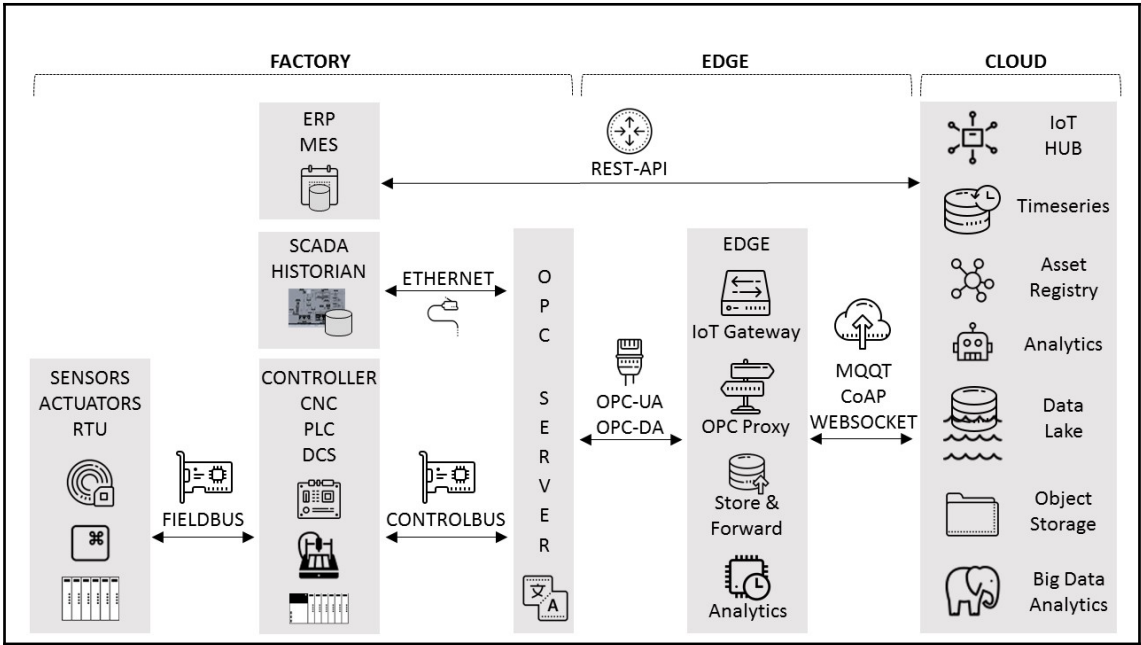 FACTORY
EDGE
CLOUD
ERP
MES
REST-API
IoT
HUB
Timeseries
Asset
Registry
Analytics
Data
Lake
Object
Storage
Big Data
Analytics
SCADA
HISTORIAN
ETHERNET
OPC SERVER
EDGE
IoT Gateway
OPC Proxy
Store &
Forward
Analytics
OPC-UA
OPC-DA
MQQT
CoAP
WEBSOCKET
SENSORS
ACTUATORS
RTU
FIELDBUS
CONTROLLER
CNC
PLC
DCS
CONTROLBUS
文
A